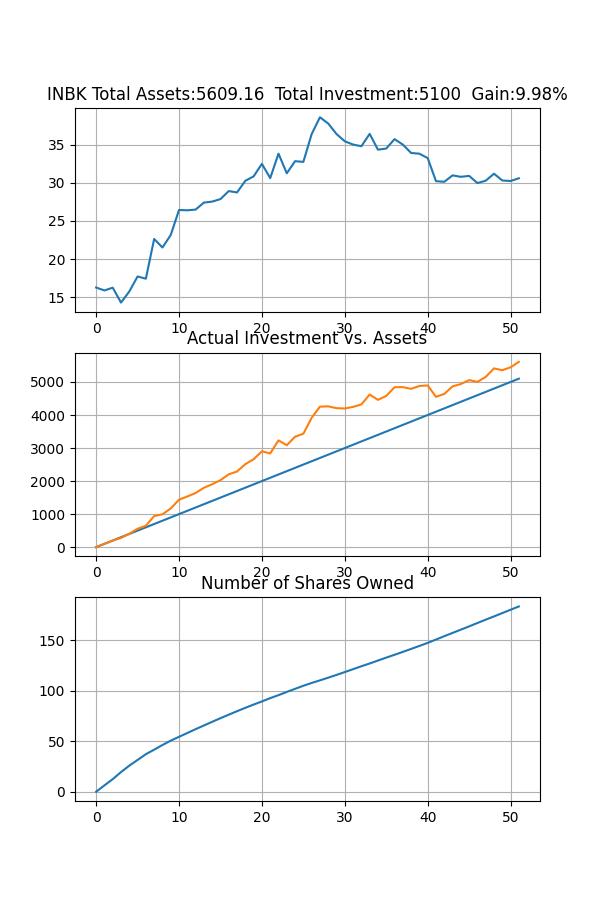 INBK Total Assets:5609.16  Total Investment:5100  Gain:9.98%
35
30
25
20
15
0 10 20 30 40 50
Actual Investment vs. Assets
5000
4000
3000
2000
1000
0
0 10 20 30 40 50
Number of Shares Owned
150
100
50
0
0 10 20 30 40 50